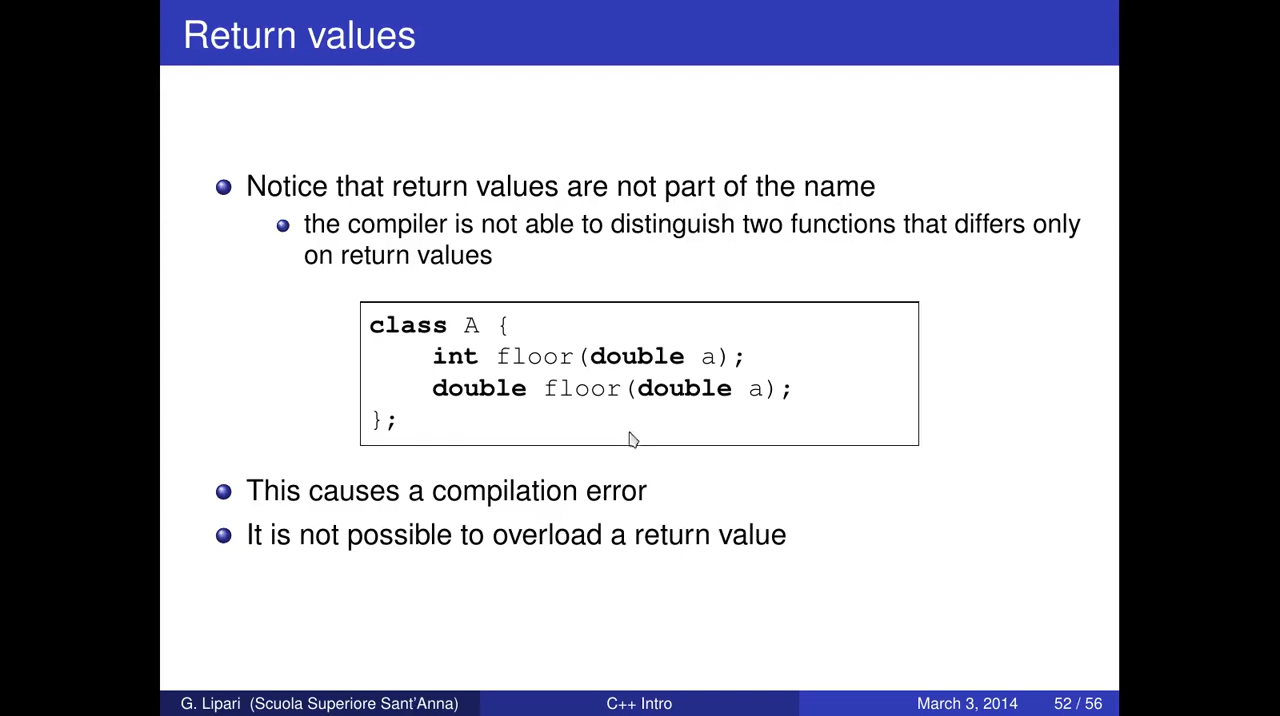 Return values
Notice that return values are not part of the name
the compiler is not able to distinguish two functions that differs only
on return values
class A {
    int floor(double a);
    double floor(double a);
};
This causes a compilation error
It is not possible to overload a return value
G. Lipari (Scuola Superiore Sant'Anna) C++ Intro March 3, 2014 52 / 56